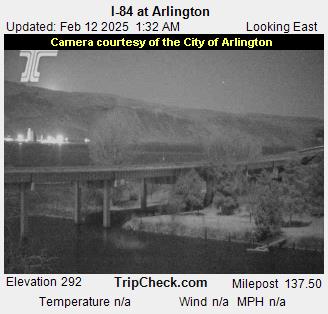 I-84 at Arlington
Updated: Feb 12 2025 1:32 AM Looking East
Camera courtesy of the City of Arlington
Elevation 292 TripCheck.com Milepost 137.50
Temperature n/a Wind n/a MPH n/a